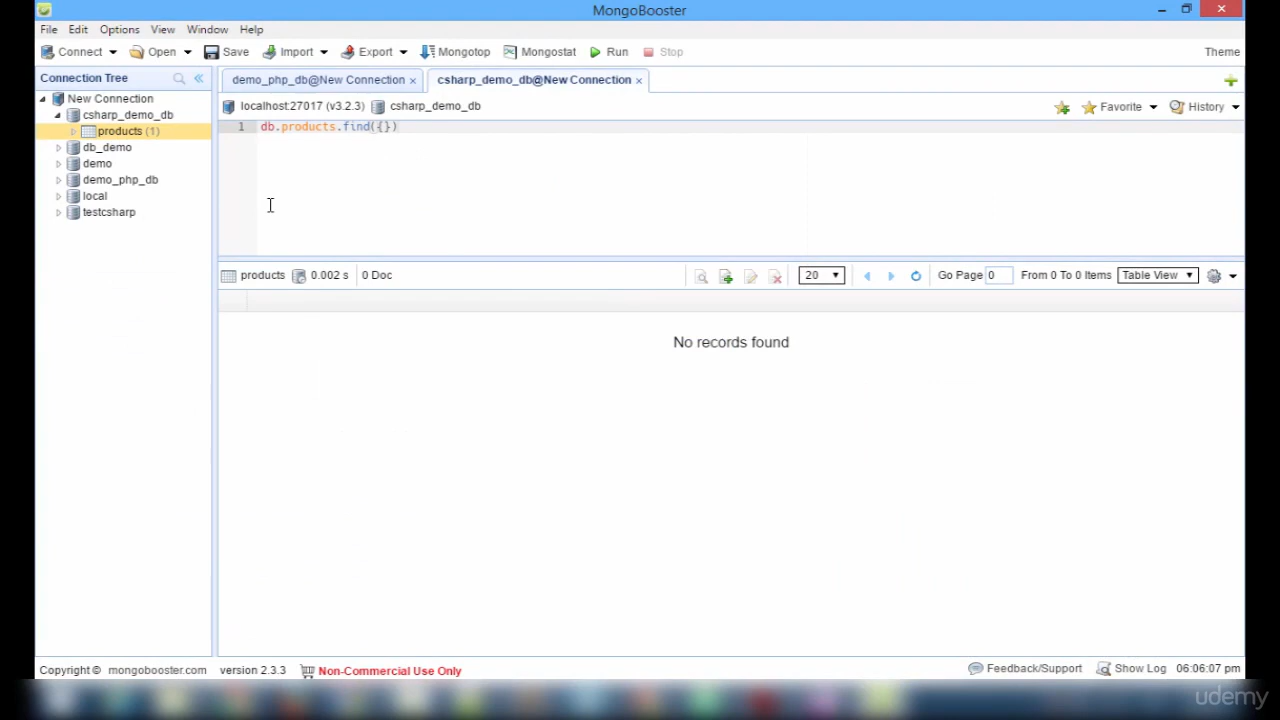 MongoBooster
File Edit Options View Window Help
Connect Open Save Import Export Mongotop Mongostat Run Stop Theme
Connection Tree
demo_php_db@New Connection × csharp_demo_db@New Connection ×
New Connection
csharp_demo_db
products (1)
db_demo
demo
demo_php_db
local
testcsharp
localhost:27017 (v3.2.3) csharp_demo_db Favorite History
1 db.products.find({})
products 0.002 s 0 Doc 20 Go Page 0 From 0 To 0 Items Table View
No records found
Copyright © mongobooster.com version 2.3.3 Non-Commercial Use Only Feedback/Support Show Log 06:06:07 pm
udemy